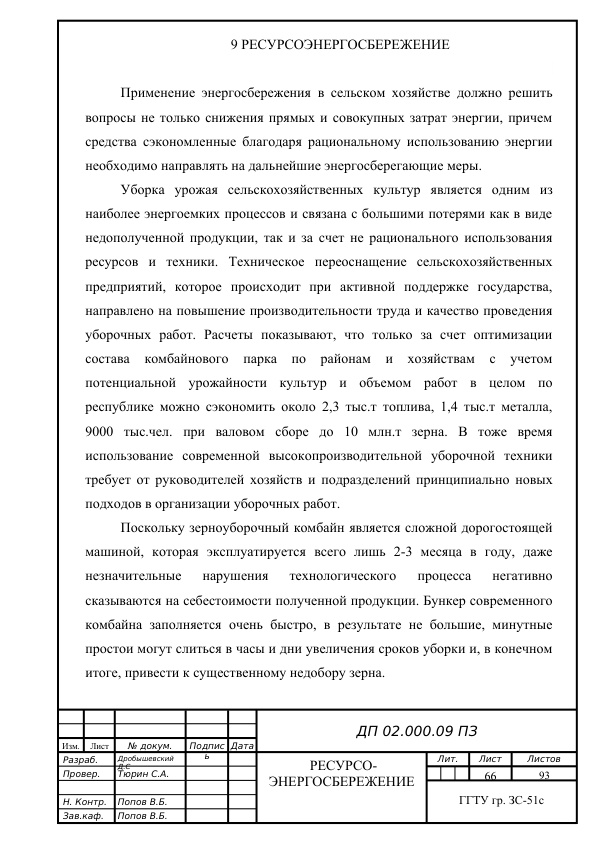 9 РЕСУРСОЭНЕРГОСБЕРЕЖЕНИЕ
Применение энергосбережения в сельском хозяйстве должно решить
вопросы не только снижения прямых и совокупных затрат энергии, причем
средства сэкономленные благодаря рациональному использованию энергии
необходимо направлять на дальнейшие энергосберегающие меры.
Уборка урожая сельскохозяйственных культур является одним из
наиболее энергоемких процессов и связана с большими потерями как в виде
недополученной продукции, так и за счет не рационального использования
ресурсов и техники. Техническое переоснащение сельскохозяйственных
предприятий, которое происходит при активной поддержке государства,
направлено на повышение производительности труда и качество проведения
уборочных работ. Расчеты показывают, что только за счет оптимизации
состава комбайнового парка по районам и хозяйствам с учетом
потенциальной урожайности культур и объемом работ в целом по
республике можно сэкономить около 2,3 тыс.т топлива, 1,4 тыс.т металла,
9000 тыс.чел. при валовом сборе до 10 млн.т зерна. В тоже время
использование современной высокопроизводительной уборочной техники
требует от руководителей хозяйств и подразделений принципиально новых
подходов в организации уборочных работ.
Поскольку зерноуборочный комбайн является сложной дорогостоящей
машиной, которая эксплуатируется всего лишь 2-3 месяца в году, даже
незначительные нарушения технологического процесса негативно
сказываются на себестоимости полученной продукции. Бункер современного
комбайна заполняется очень быстро, в результате не большие, минутные
простои могут слиться в часы и дни увеличения сроков уборки и, в конечном
итоге, привести к существенному недобору зерна.
ДП 02.000.09 ПЗ
Изм. Лист № докум. Подпис
ь Дата
Разраб. Дробышевский
Д.С
Провер. Тюрин С.А.
Н. Контр. Попов В.Б.
Зав.каф. Попов В.Б.
РЕСУРСО-
ЭНЕРГОСБЕРЕЖЕНИЕ
Лит. Лист Листов
66 93
ГГТУ гр. ЗС-51с